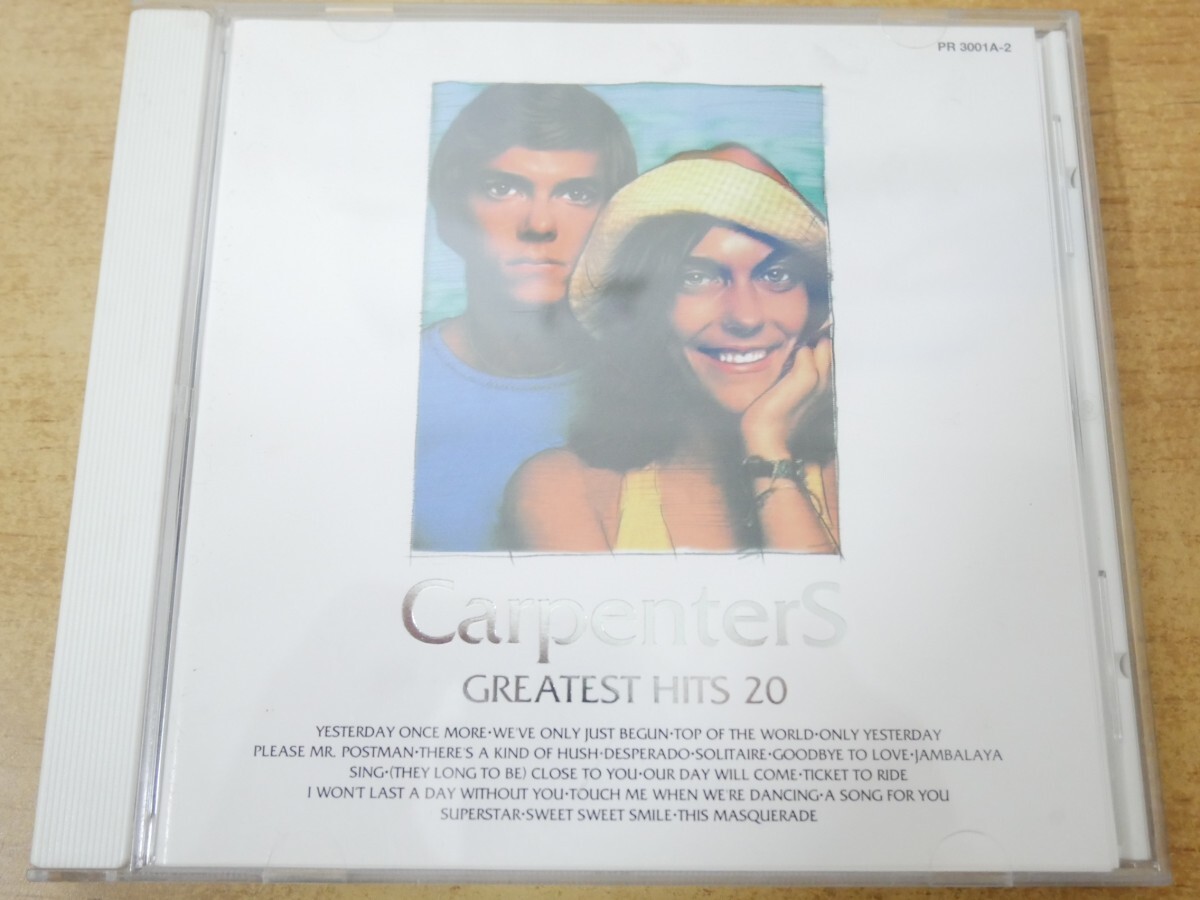 PR 3001A-2
CarpenterS
GREATEST HITS 20
YESTERDAY ONCE MORE•WE'VE ONLY JUST BEGUN•TOP OF THE WORLD•ONLY YESTERDAY
PLEASE MR. POSTMAN•THERE'S A KIND OF HUSH•DESPERADO•SOLITAIRE•GOODBYE TO LOVE•JAMBALAYA
SING•(THEY LONG TO BE) CLOSE TO YOU•OUR DAY WILL COME•TICKET TO RIDE
I WON'T LAST A DAY WITHOUT YOU•TOUCH ME WHEN WE'RE DANCING•A SONG FOR YOU
SUPERSTAR•SWEET SWEET SMILE•THIS MASQUERADE